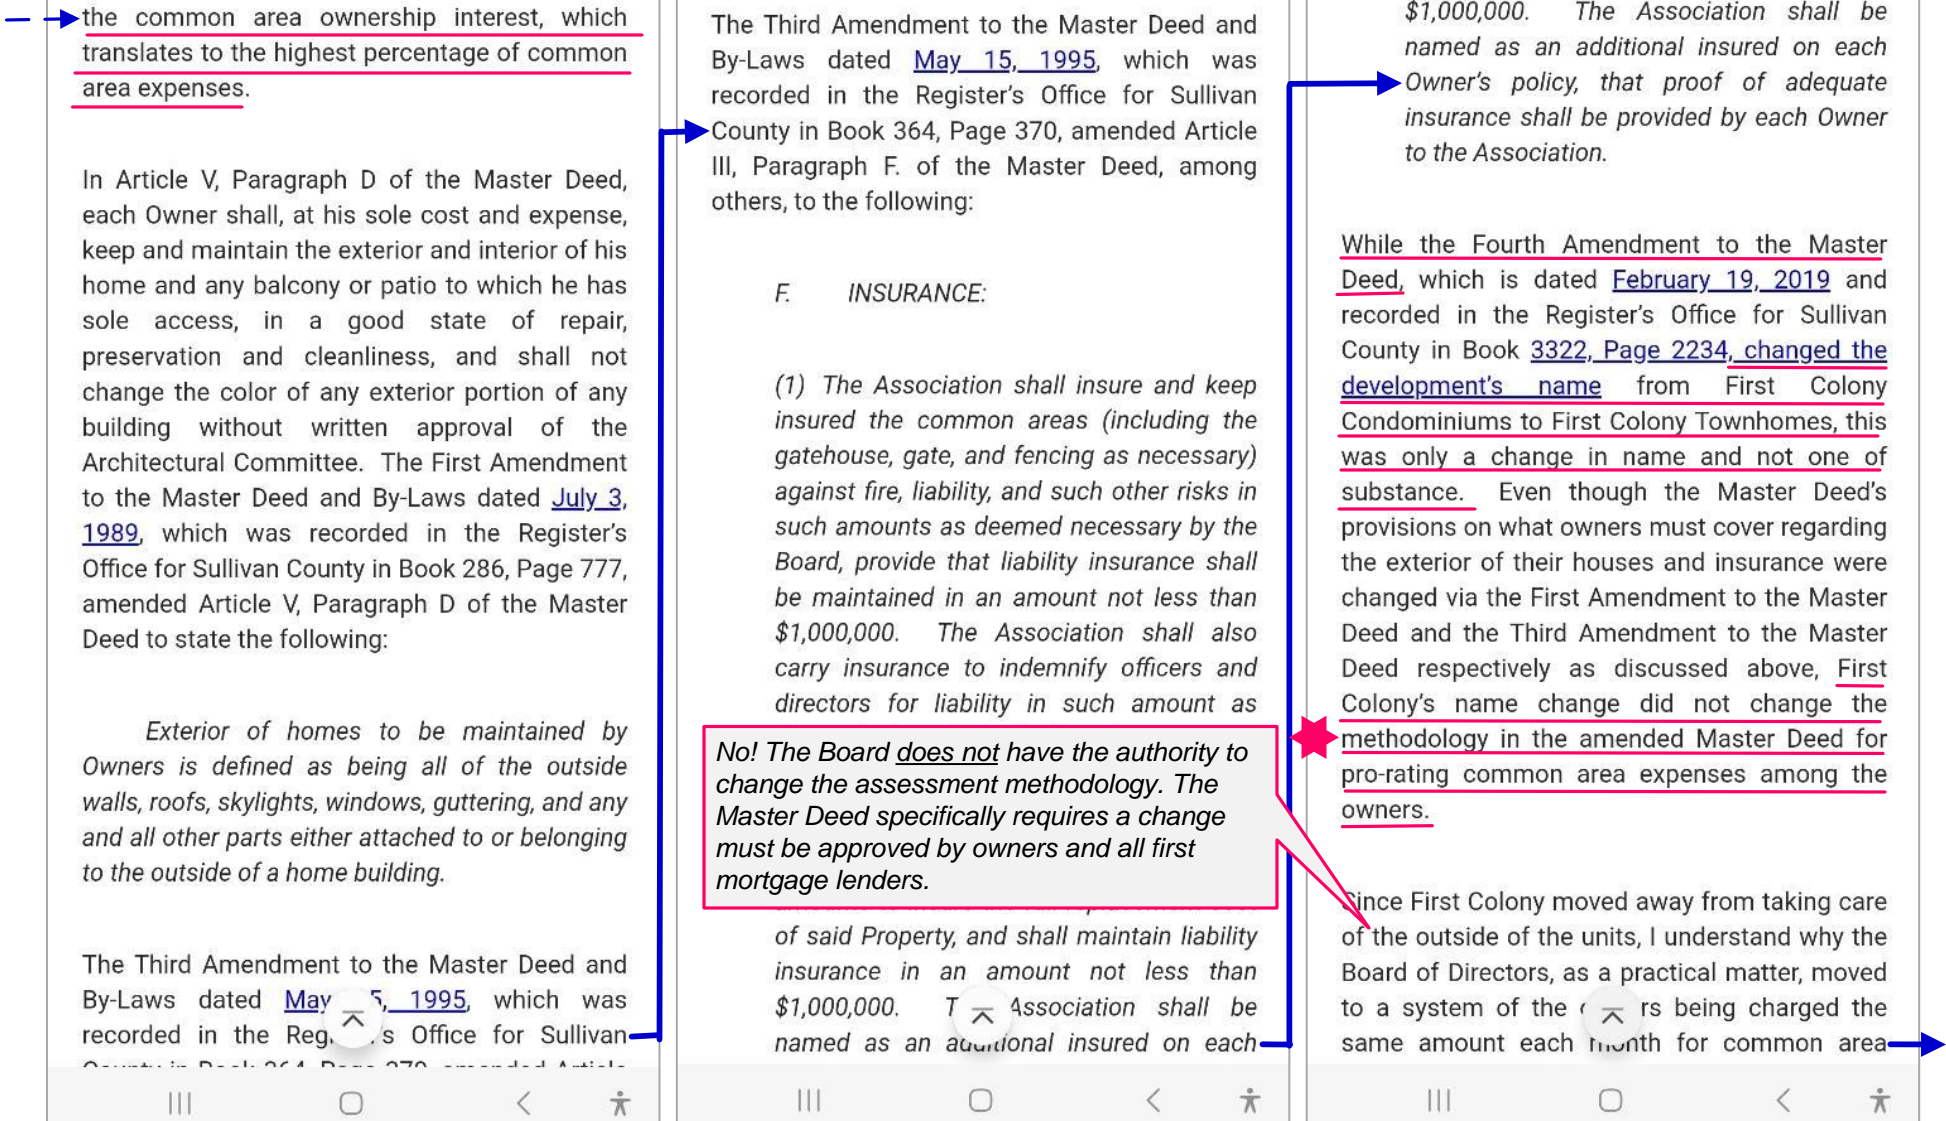 the common area ownership interest, which
translates to the highest percentage of common
area expenses.
In Article V, Paragraph D of the Master Deed,
each Owner shall, at his sole cost and expense,
keep and maintain the exterior and interior of his
home and any balcony or patio to which he has
sole access, in a good state of repair,
preservation and cleanliness, and shall not
change the color of any exterior portion of any
building without written approval of the
Architectural Committee. The First Amendment
to the Master Deed and By-Laws dated July 3,
1989, which was recorded in the Register's
Office for Sullivan County in Book 286, Page 777,
amended Article V, Paragraph D of the Master
Deed to state the following:
Exterior of homes to be maintained by
Owners is defined as being all of the outside
walls, roofs, skylights, windows, guttering, and any
and all other parts either attached to or belonging
to the outside of a home building.
The Third Amendment to the Master Deed and
By-Laws dated May 5, 1995, which was
recorded in the Reg s Office for Sullivan
The Third Amendment to the Master Deed and
By-Laws dated May 15, 1995, which was
recorded in the Register's Office for Sullivan
County in Book 364, Page 370, amended Article
III, Paragraph F. of the Master Deed, among
others, to the following:
F. INSURANCE:
(1) The Association shall insure and keep
insured the common areas (including the
gatehouse, gate, and fencing as necessary)
against fire, liability, and such other risks in
such amounts as deemed necessary by the
Board, provide that liability insurance shall
be maintained in an amount not less than
$1,000,000. The Association shall also
carry insurance to indemnify officers and
directors for liability in such amount as
No! The Board does not have the authority to
change the assessment methodology. The
Master Deed specifically requires a change
must be approved by owners and all first
mortgage lenders.
of said Property, and shall maintain liability
insurance in an amount not less than
$1,000,000. T Association shall be
named as an additional insured on each
$1,000,000. The Association shall be
named as an additional insured on each
Owner's policy, that proof of adequate
insurance shall be provided by each Owner
to the Association.
While the Fourth Amendment to the Master
Deed, which is dated February 19, 2019 and
recorded in the Register's Office for Sullivan
County in Book 3322, Page 2234, changed the
development's name from First Colony
Condominiums to First Colony Townhomes, this
was only a change in name and not one of
substance. Even though the Master Deed's
provisions on what owners must cover regarding
the exterior of their houses and insurance were
changed via the First Amendment to the Master
Deed and the Third Amendment to the Master
Deed respectively as discussed above, First
Colony's name change did not change the
methodology in the amended Master Deed for
pro-rating common area expenses among the
owners.
Since First Colony moved away from taking care
of the outside of the units, I understand why the
Board of Directors, as a practical matter, moved
to a system of the rs being charged the
same amount each month for common area